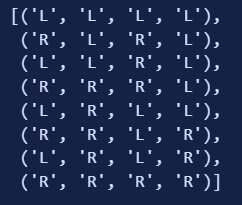 [('L', 'L', 'L', 'L'),
('R', 'L', 'R', 'L'),
('L', 'L', 'R', 'L'),
('R', 'R', 'R', 'L'),
('L', 'R', 'L', 'L'),
('R', 'R', 'L', 'R'),
('L', 'R', 'L', 'R'),
('R', 'R', 'R', 'R')]